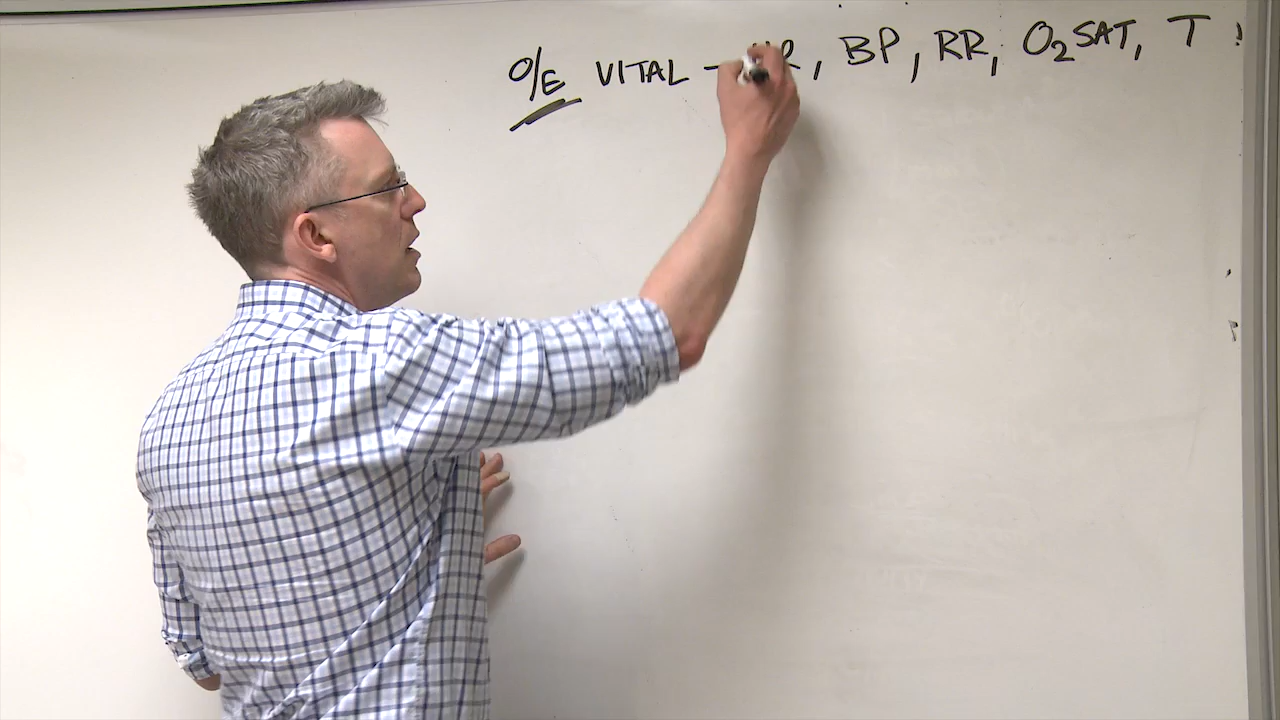 O/E VITAL - HR, BP, RR, O2 SAT, T !